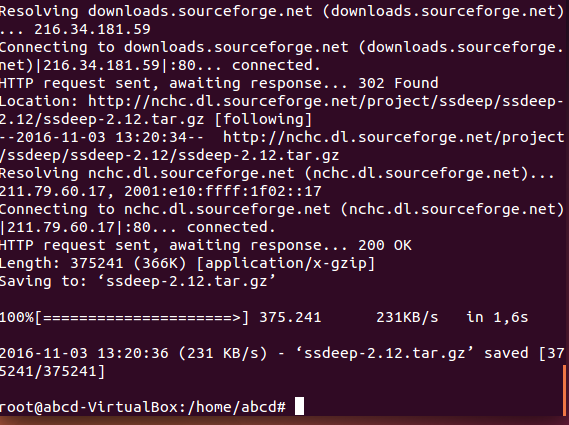 Resolving downloads.sourceforge.net (downloads.sourceforge.net)
... 216.34.181.59
Connecting to downloads.sourceforge.net (downloads.sourceforge.
net)|216.34.181.59|:80... connected.
HTTP request sent, awaiting response... 302 Found
Location: http://nchc.dl.sourceforge.net/project/ssdeep/ssdeep-
2.12/ssdeep-2.12.tar.gz [following]
--2016-11-03 13:20:34--  http://nchc.dl.sourceforge.net/project
/ssdeep/ssdeep-2.12/ssdeep-2.12.tar.gz
Resolving nchc.dl.sourceforge.net (nchc.dl.sourceforge.net)...
211.79.60.17, 2001:e10:ffff:1f02::17
Connecting to nchc.dl.sourceforge.net (nchc.dl.sourceforge.net)
|211.79.60.17|:80... connected.
HTTP request sent, awaiting response... 200 OK
Length: 375241 (366K) [application/x-gzip]
Saving to: ‘ssdeep-2.12.tar.gz’
100%[=====================>] 375.241      231KB/s   in 1,6s
2016-11-03 13:20:36 (231 KB/s) - ‘ssdeep-2.12.tar.gz’ saved [37
5241/375241]
root@abcd-VirtualBox:/home/abcd#